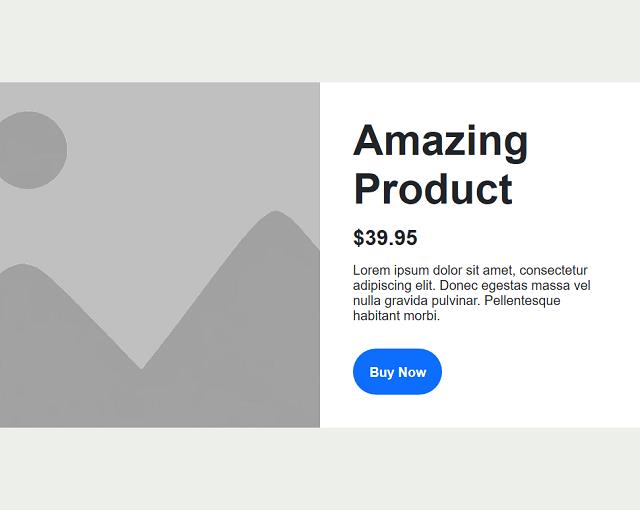 Amazing
Product
$39.95
Lorem ipsum dolor sit amet, consectetur
adipiscing elit. Donec egestas massa vel
nulla gravida pulvinar. Pellentesque
habitant morbi.
Buy Now